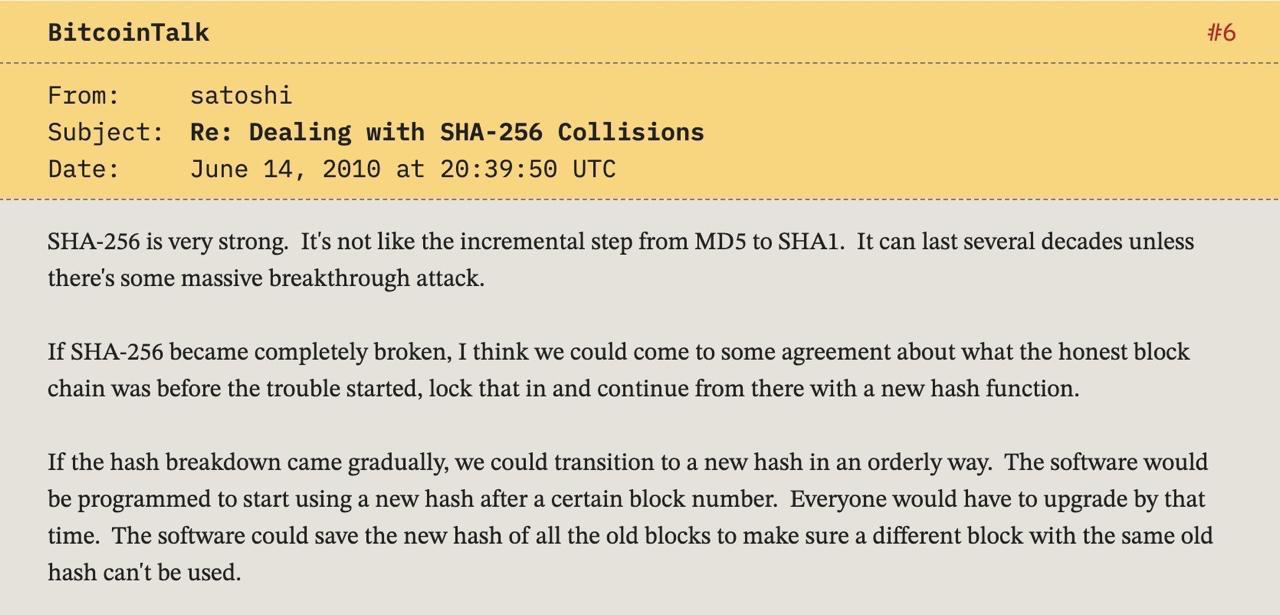 BitcoinTalk #6
From: satoshi
Subject: Re: Dealing with SHA-256 Collisions
Date: June 14, 2010 at 20:39:50 UTC
SHA-256 is very strong.  It's not like the incremental step from MD5 to SHA1.  It can last several decades unless
there's some massive breakthrough attack.
If SHA-256 became completely broken, I think we could come to some agreement about what the honest block
chain was before the trouble started, lock that in and continue from there with a new hash function.
If the hash breakdown came gradually, we could transition to a new hash in an orderly way.  The software would
be programmed to start using a new hash after a certain block number.  Everyone would have to upgrade by that
time.  The software could save the new hash of all the old blocks to make sure a different block with the same old
hash can't be used.